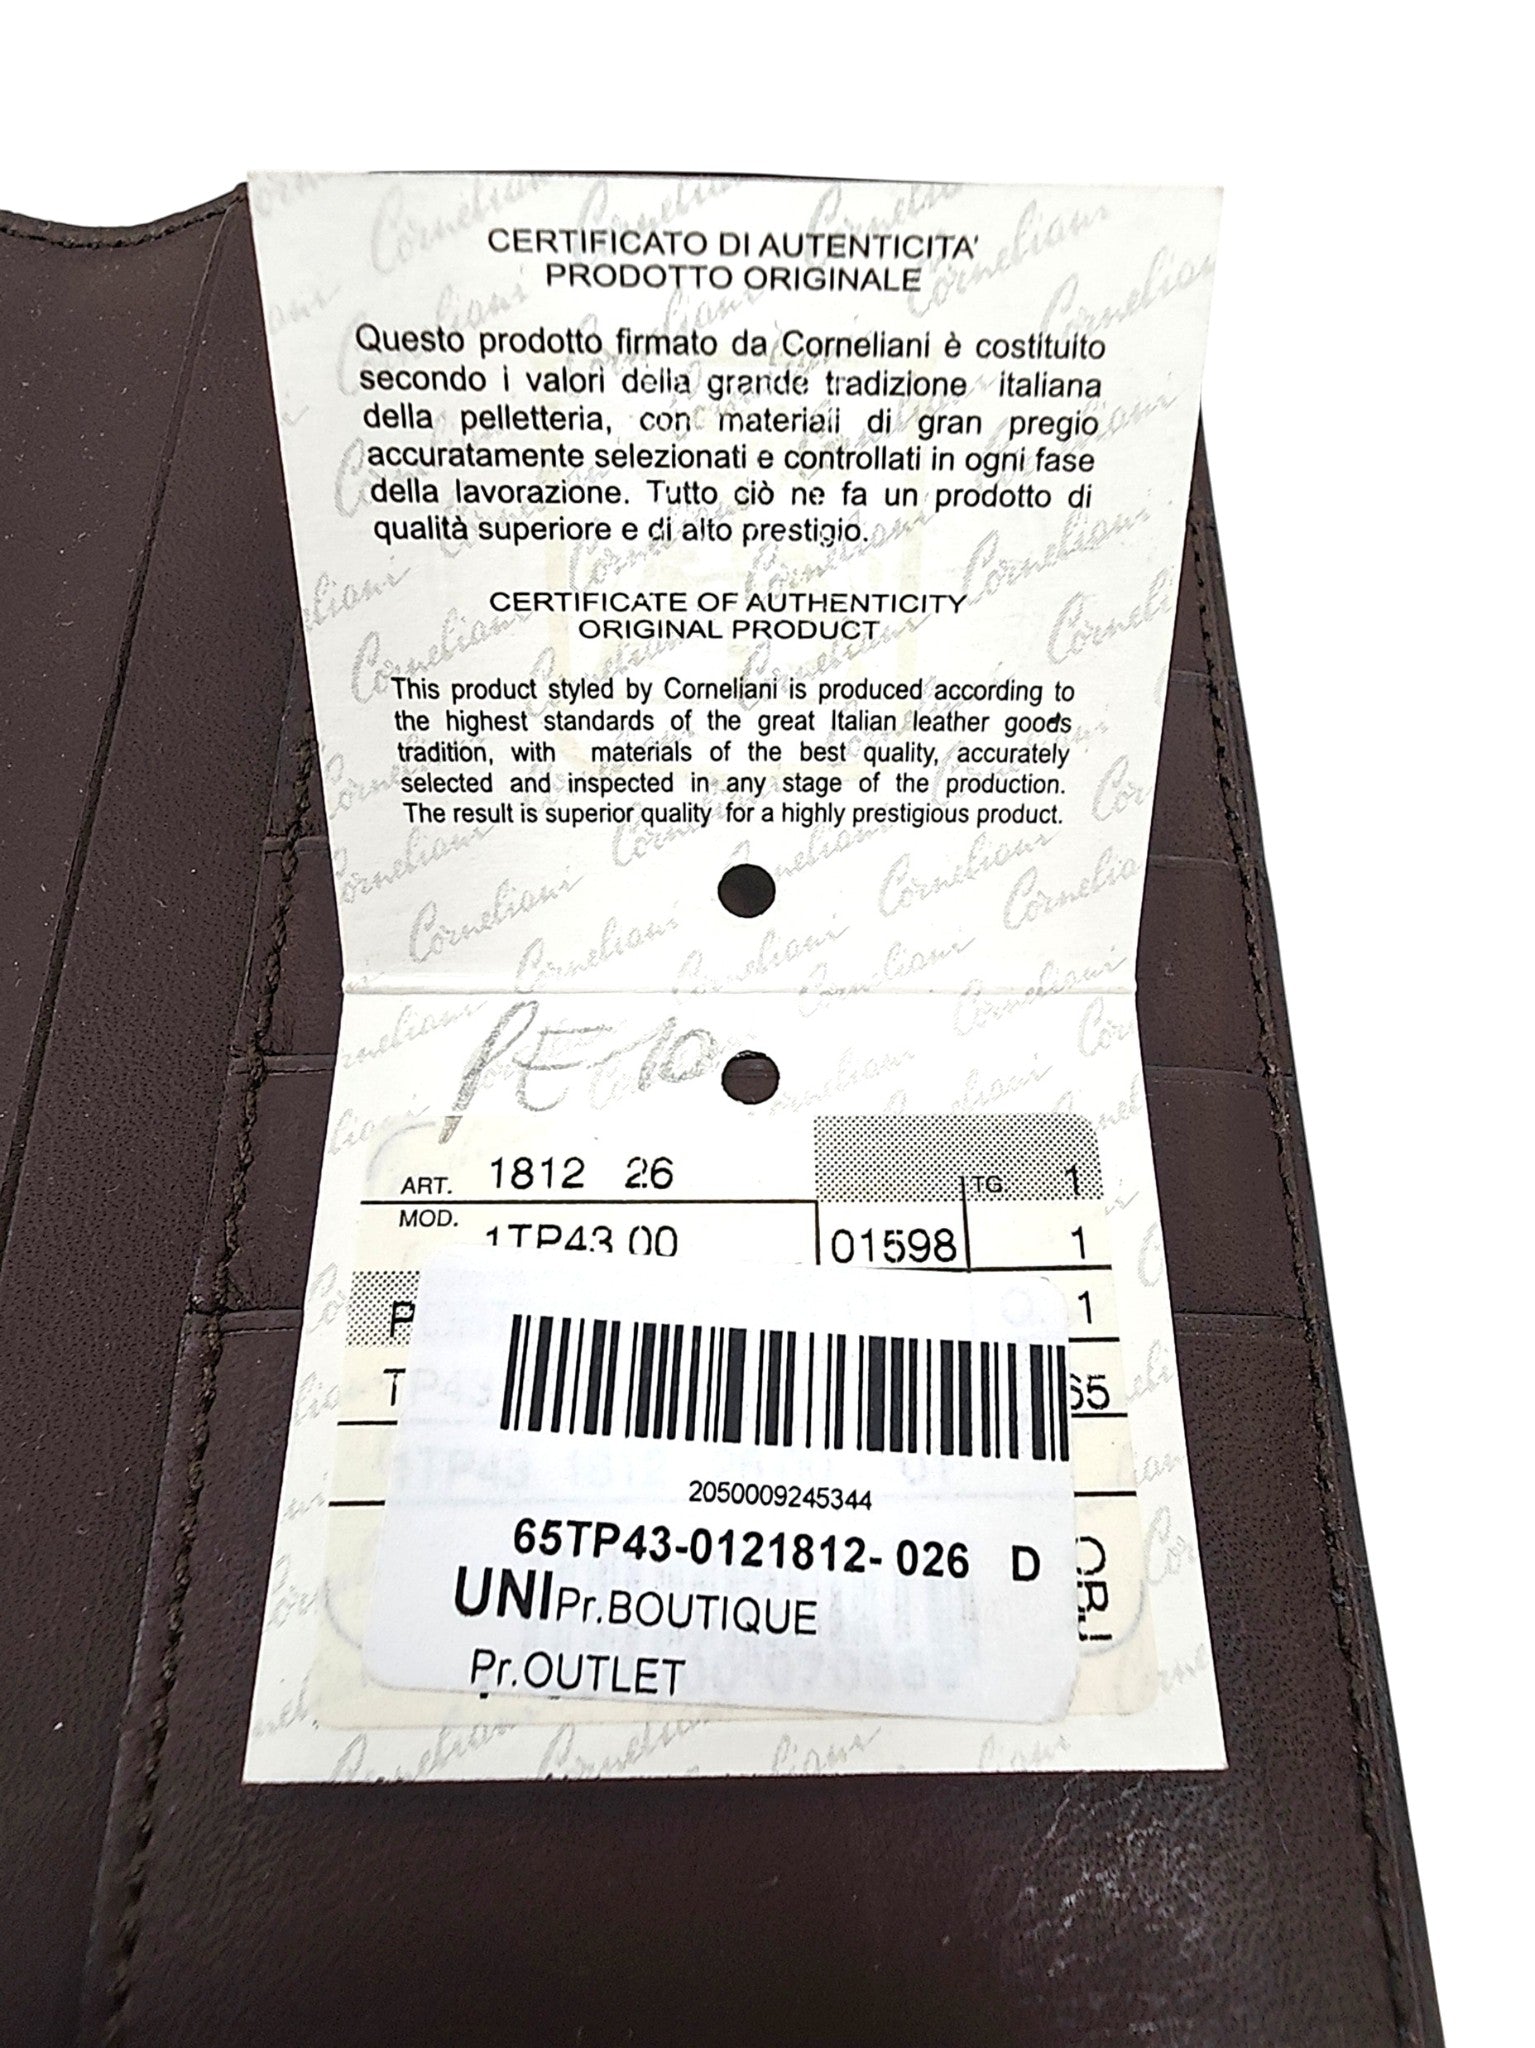 CERTIFICATO DI AUTENTICITA'
PRODOTTO ORIGINALE
Questo prodotto firmato da Corneliani è costituito
secondo i valori della grande tradizione italiana
della pelletteria, con materiali di gran pregio
accuratamente selezionati e controllati in ogni fase
della lavorazione. Tutto ciò ne fa un prodotto di
qualità superiore e di alto prestigio.
CERTIFICATE OF AUTHENTICITY
ORIGINAL PRODUCT
This product styled by Corneliani is produced according to
the highest standards of the great Italian leather goods
tradition, with materials of the best quality, accurately
selected and inspected in any stage of the production.
The result is superior quality for a highly prestigious product.
PE 10
ART. 1812 26 TG. 1
MOD. 1TP43 00 01598 1
1
65
2050009245344
65TP43-0121812- 026 D
UNI Pr.BOUTIQUE
Pr.OUTLET
Corneliani